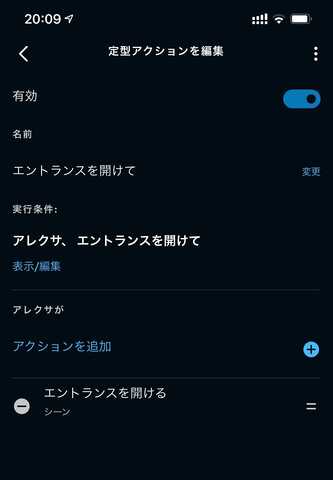 20:09
定型アクションを編集
有効
名前
エントランスを開けて
変更
実行条件:
アレクサ、エントランスを開けて
表示/編集
アレクサが
アクションを追加
エントランスを開ける
シーン